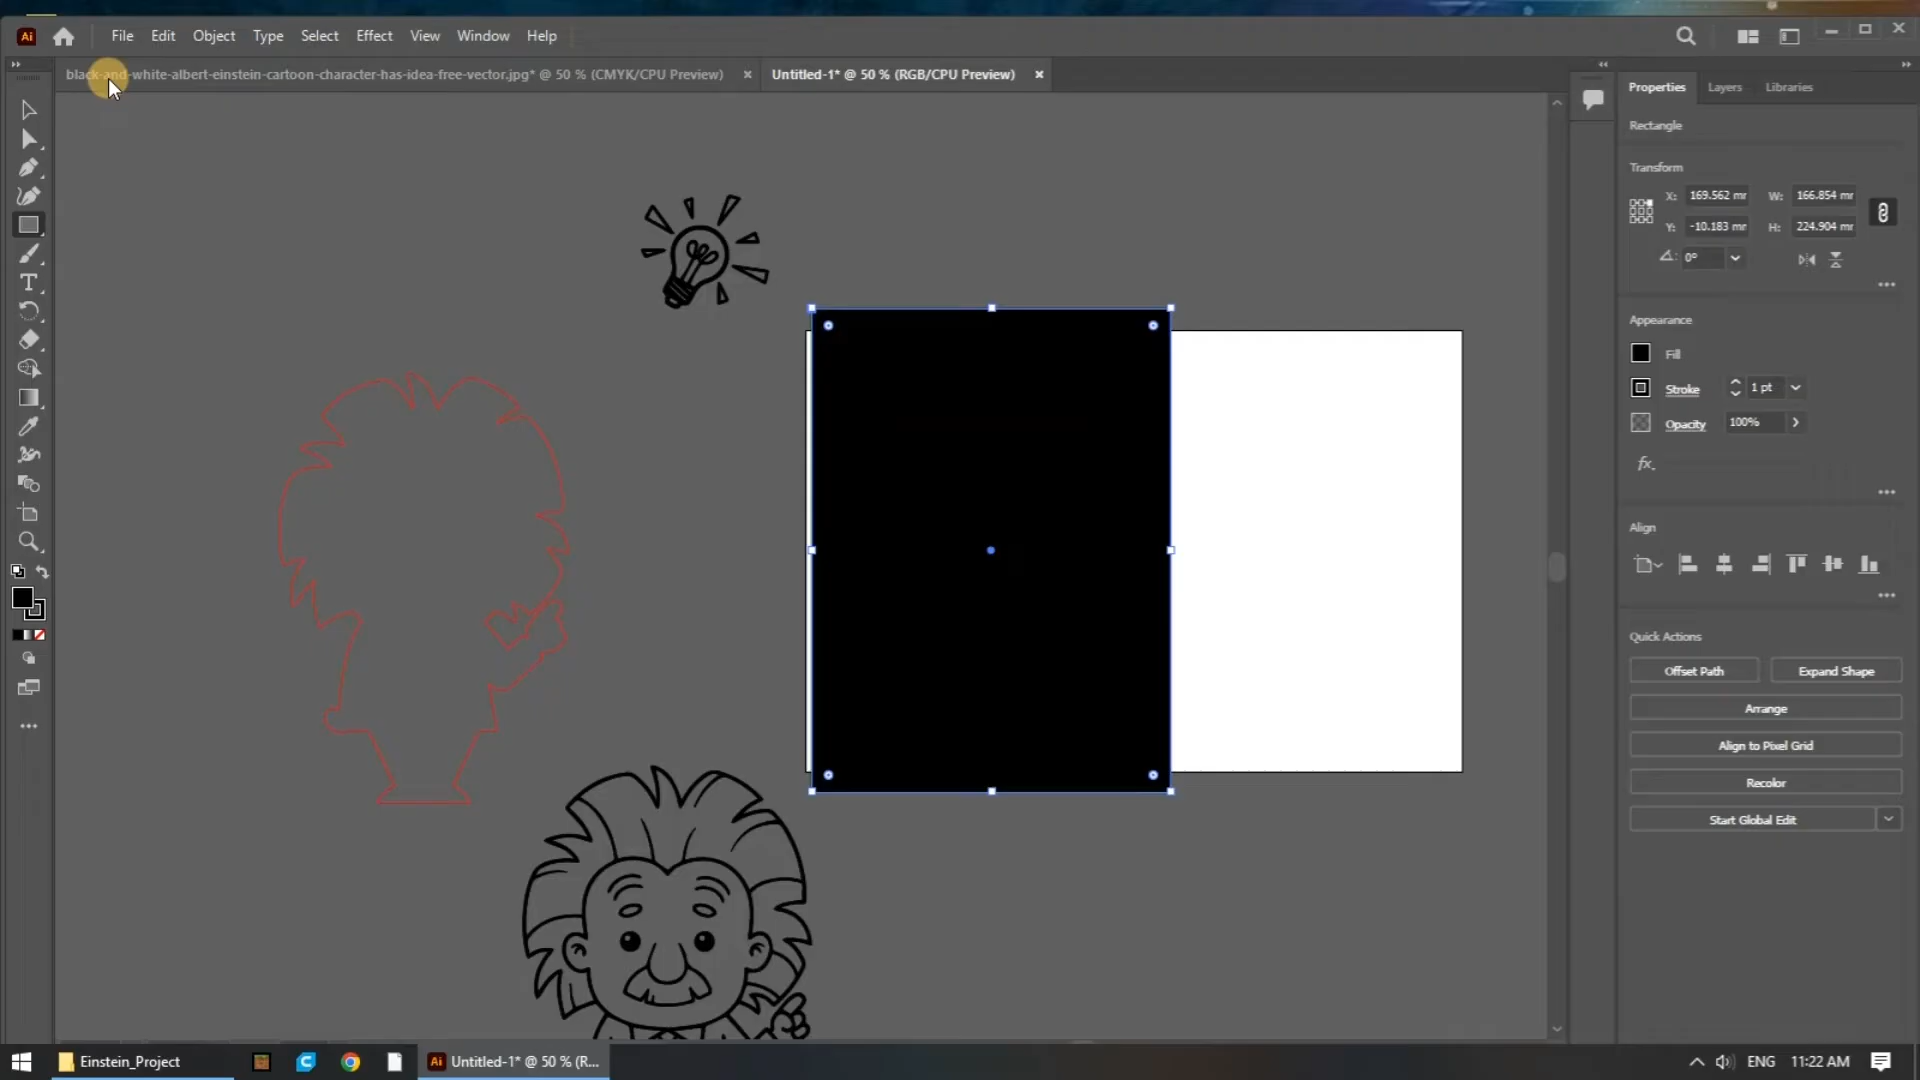 Ai File Edit Object Type Select Effect View Window Help
black-and-white-albert-einstein-cartoon-character-has-idea-free-vector.jpg* @ 50 % (CMYK/CPU Preview) × Untitled-1* @ 50 % (RGB/CPU Preview) ×
Properties Layers Libraries
Rectangle
Transform
X: 169.562 mr W: 166.854 mr
Y: -10.183 mr H: 224.904 mr
0°
Appearance
Fill
Stroke 1 pt
Opacity 100%
fx.
Align
Quick Actions
Offset Path Expand Shape
Arrange
Align to Pixel Grid
Recolor
Start Global Edit
Einstein_Project Ai Untitled-1* @ 50 % (R... ENG 11:22 AM